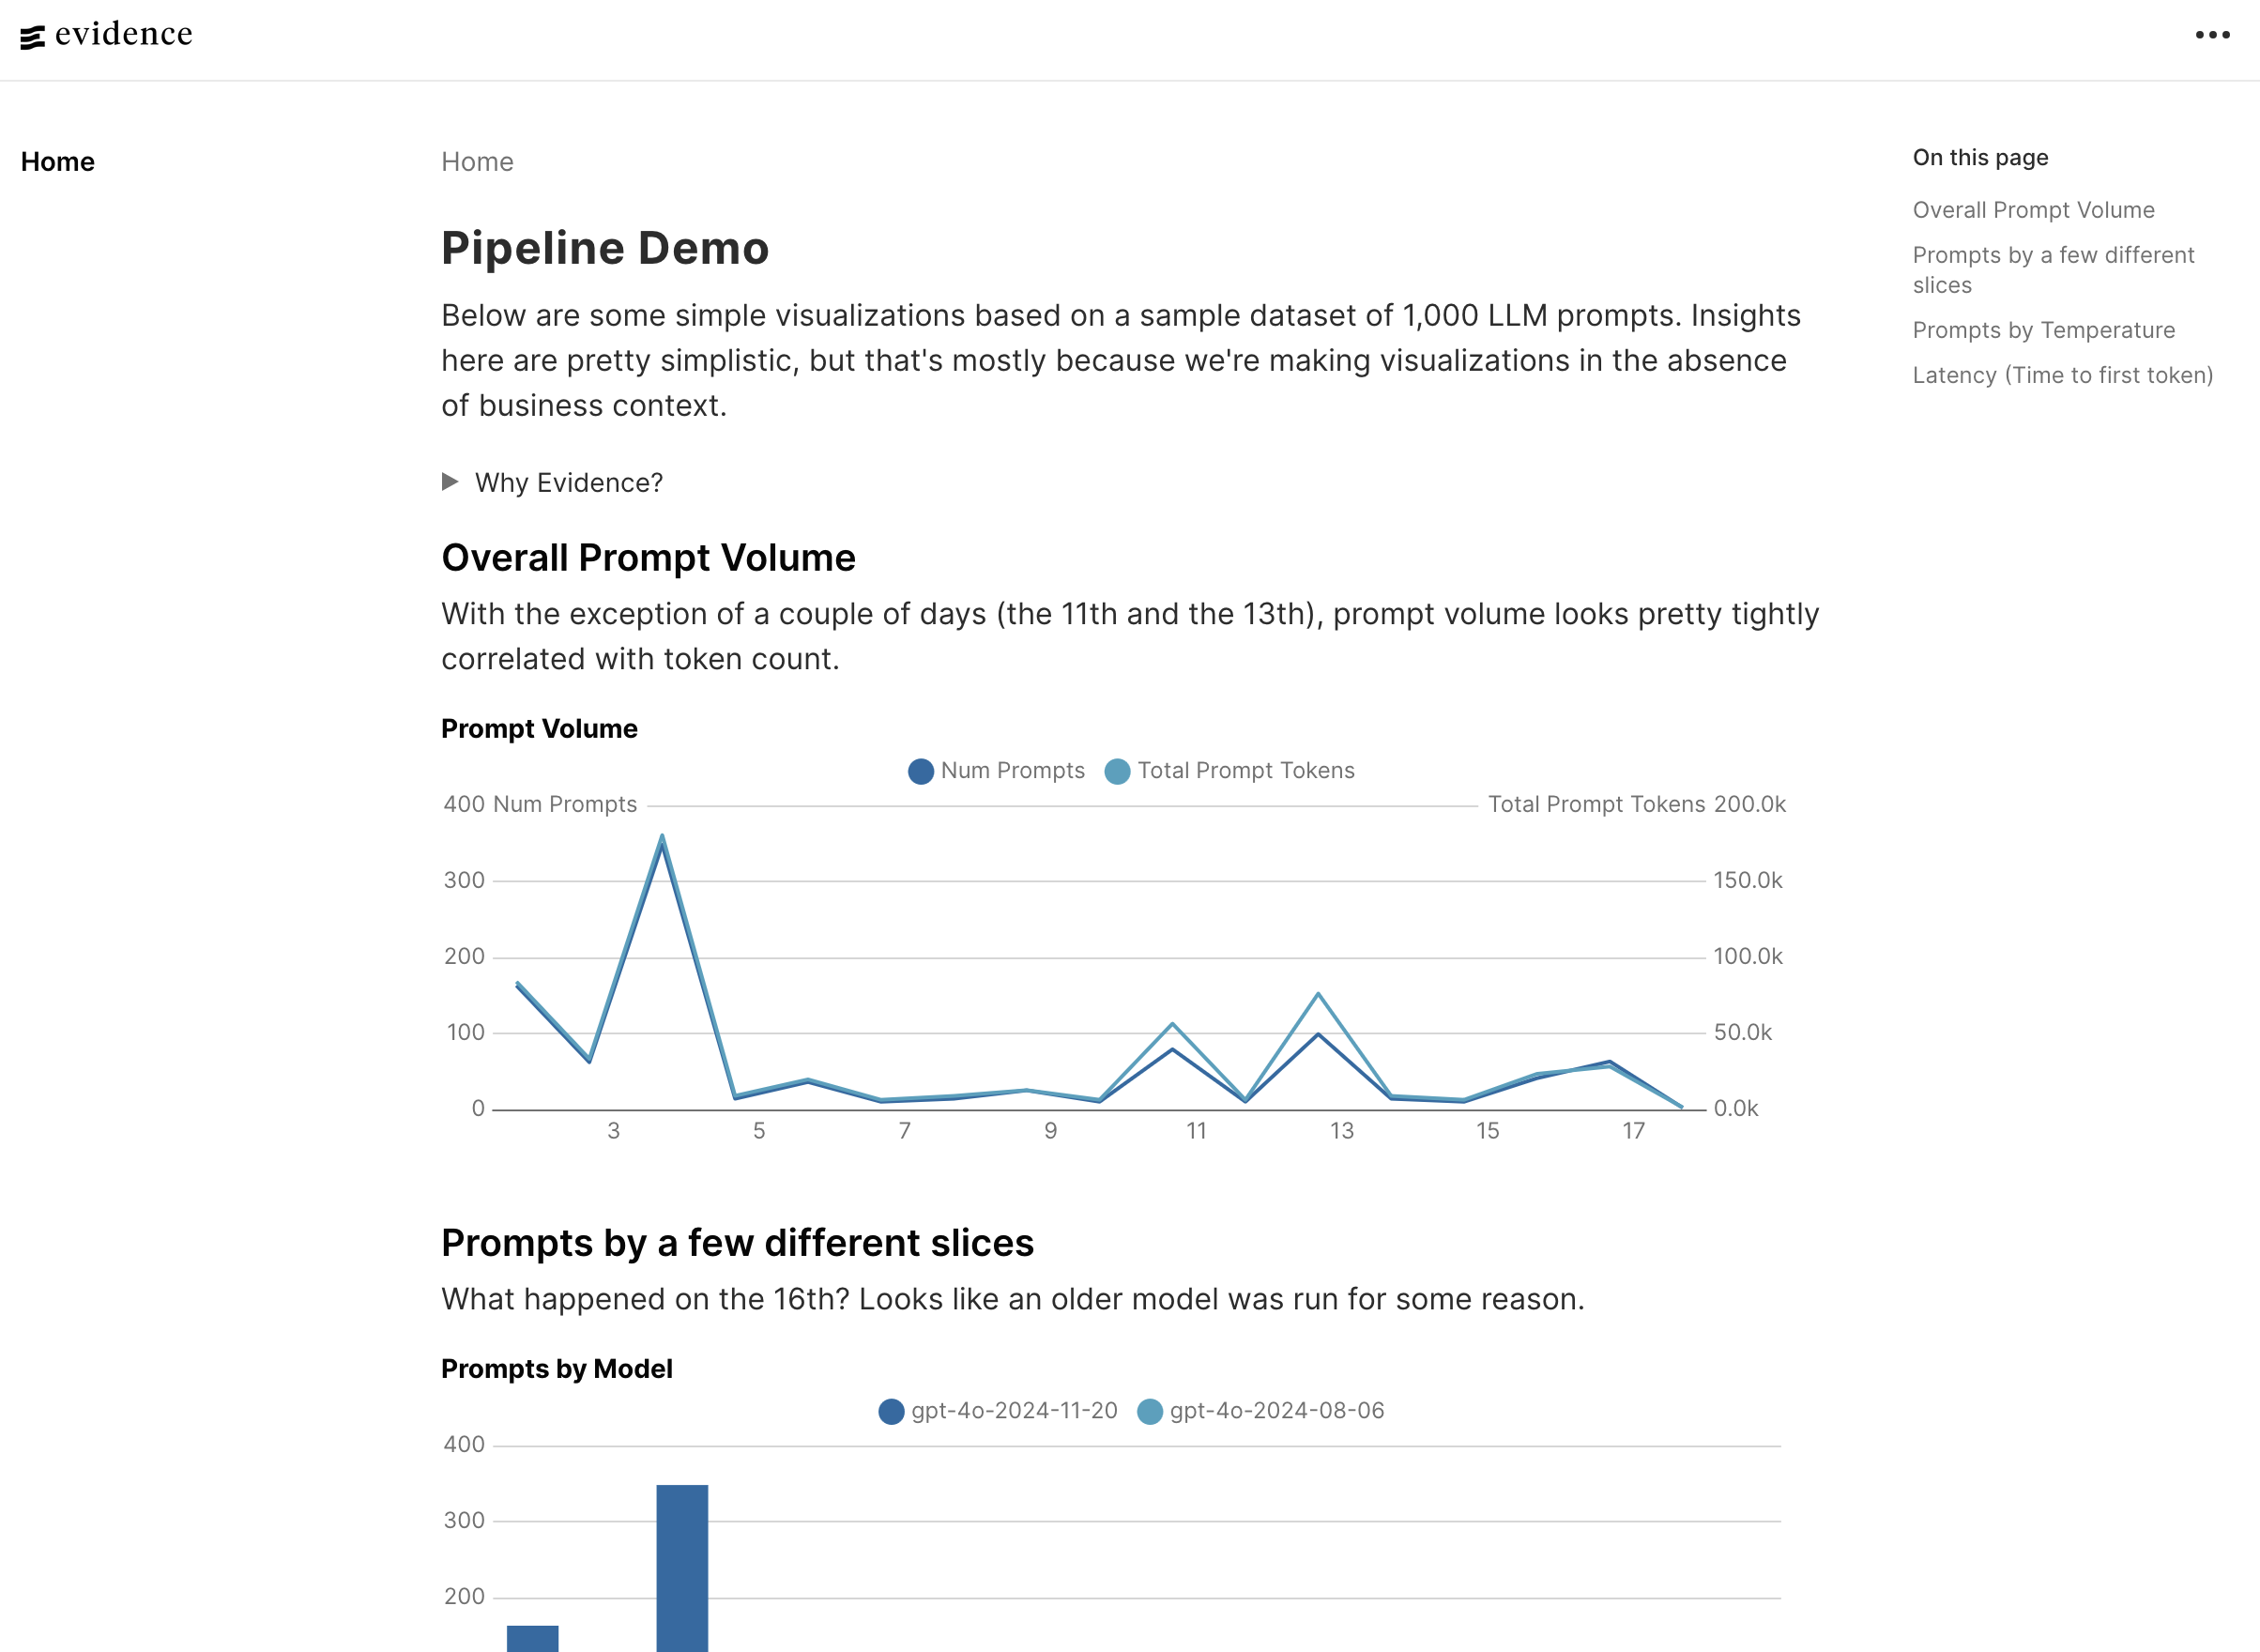 evidence
Home
Home
On this page
Overall Prompt Volume
Prompts by a few different
slices
Prompts by Temperature
Latency (Time to first token)
Pipeline Demo
Below are some simple visualizations based on a sample dataset of 1,000 LLM prompts. Insights
here are pretty simplistic, but that's mostly because we're making visualizations in the absence
of business context.
Why Evidence?
Overall Prompt Volume
With the exception of a couple of days (the 11th and the 13th), prompt volume looks pretty tightly
correlated with token count.
Prompt Volume
Num Prompts Total Prompt Tokens
400 Num Prompts Total Prompt Tokens 200.0k
300 150.0k
200 100.0k
100 50.0k
0 0.0k
3 5 7 9 11 13 15 17
Prompts by a few different slices
What happened on the 16th? Looks like an older model was run for some reason.
Prompts by Model
gpt-4o-2024-11-20 gpt-4o-2024-08-06
400
300
200